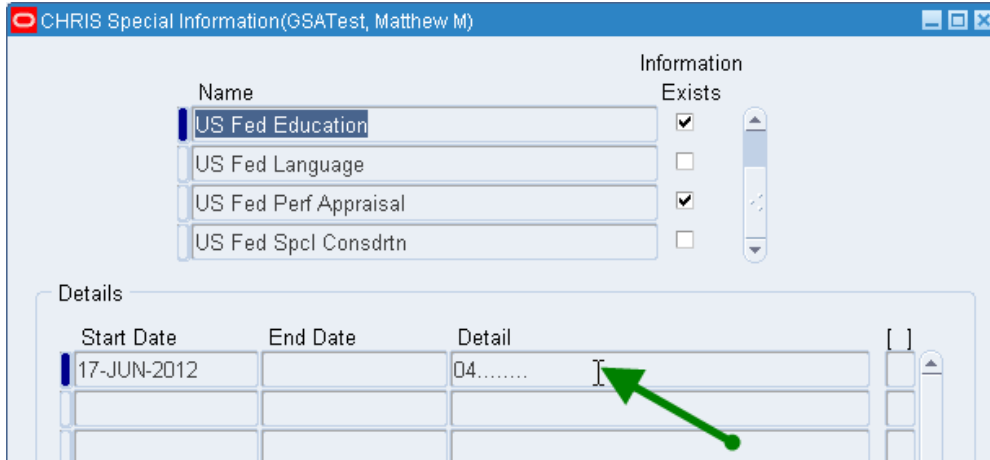 CHRIS Special Information(GSATest, Matthew M)
Information
Name Exists
US Fed Education
US Fed Language
US Fed Perf Appraisal
US Fed Spcl Consdrtn
Details
Start Date End Date Detail [ ]
17-JUN-2012 04........